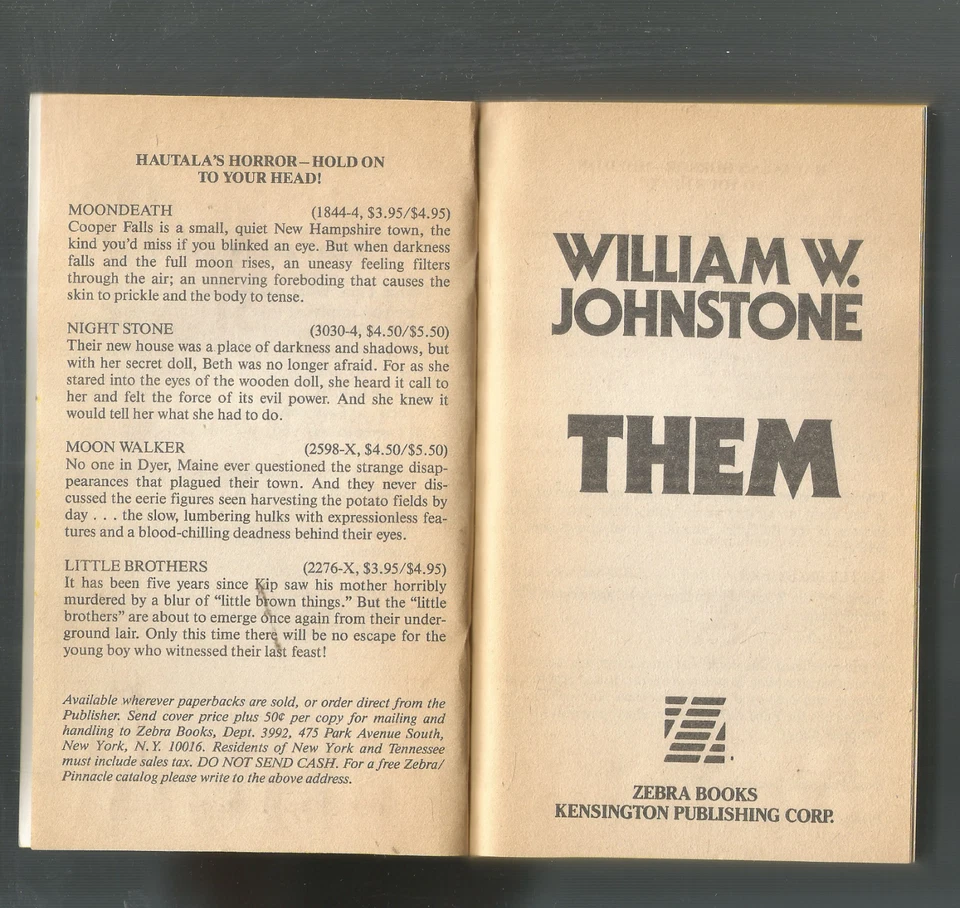 HAUTALA'S HORROR–HOLD ON
TO YOUR HEAD!
MOONDEATH (1844-4, $3.95/$4.95)
Cooper Falls is a small, quiet New Hampshire town, the
kind you'd miss if you blinked an eye. But when darkness
falls and the full moon rises, an uneasy feeling filters
through the air; an unnerving foreboding that causes the
skin to prickle and the body to tense.
NIGHT STONE (3030-4, $4.50/$5.50)
Their new house was a place of darkness and shadows, but
with her secret doll, Beth was no longer afraid. For as she
stared into the eyes of the wooden doll, she heard it call to
her and felt the force of its evil power. And she knew it
would tell her what she had to do.
MOON WALKER (2598-X, $4.50/$5.50)
No one in Dyer, Maine ever questioned the strange disap-
pearances that plagued their town. And they never dis-
cussed the eerie figures seen harvesting the potato fields by
day . . . the slow, lumbering hulks with expressionless fea-
tures and a blood-chilling deadness behind their eyes.
LITTLE BROTHERS (2276-X, $3.95/$4.95)
It has been five years since Kip saw his mother horribly
murdered by a blur of "little brown things." But the "little
brothers" are about to emerge once again from their under-
ground lair. Only this time there will be no escape for the
young boy who witnessed their last feast!
Available wherever paperbacks are sold, or order direct from the
Publisher. Send cover price plus 50¢ per copy for mailing and
handling to Zebra Books, Dept. 3992, 475 Park Avenue South,
New York, N.Y. 10016. Residents of New York and Tennessee
must include sales tax. DO NOT SEND CASH. For a free Zebra/
Pinnacle catalog please write to the above address.
WILLIAM W.
JOHNSTONE
THEM
ZEBRA BOOKS
KENSINGTON PUBLISHING CORP.